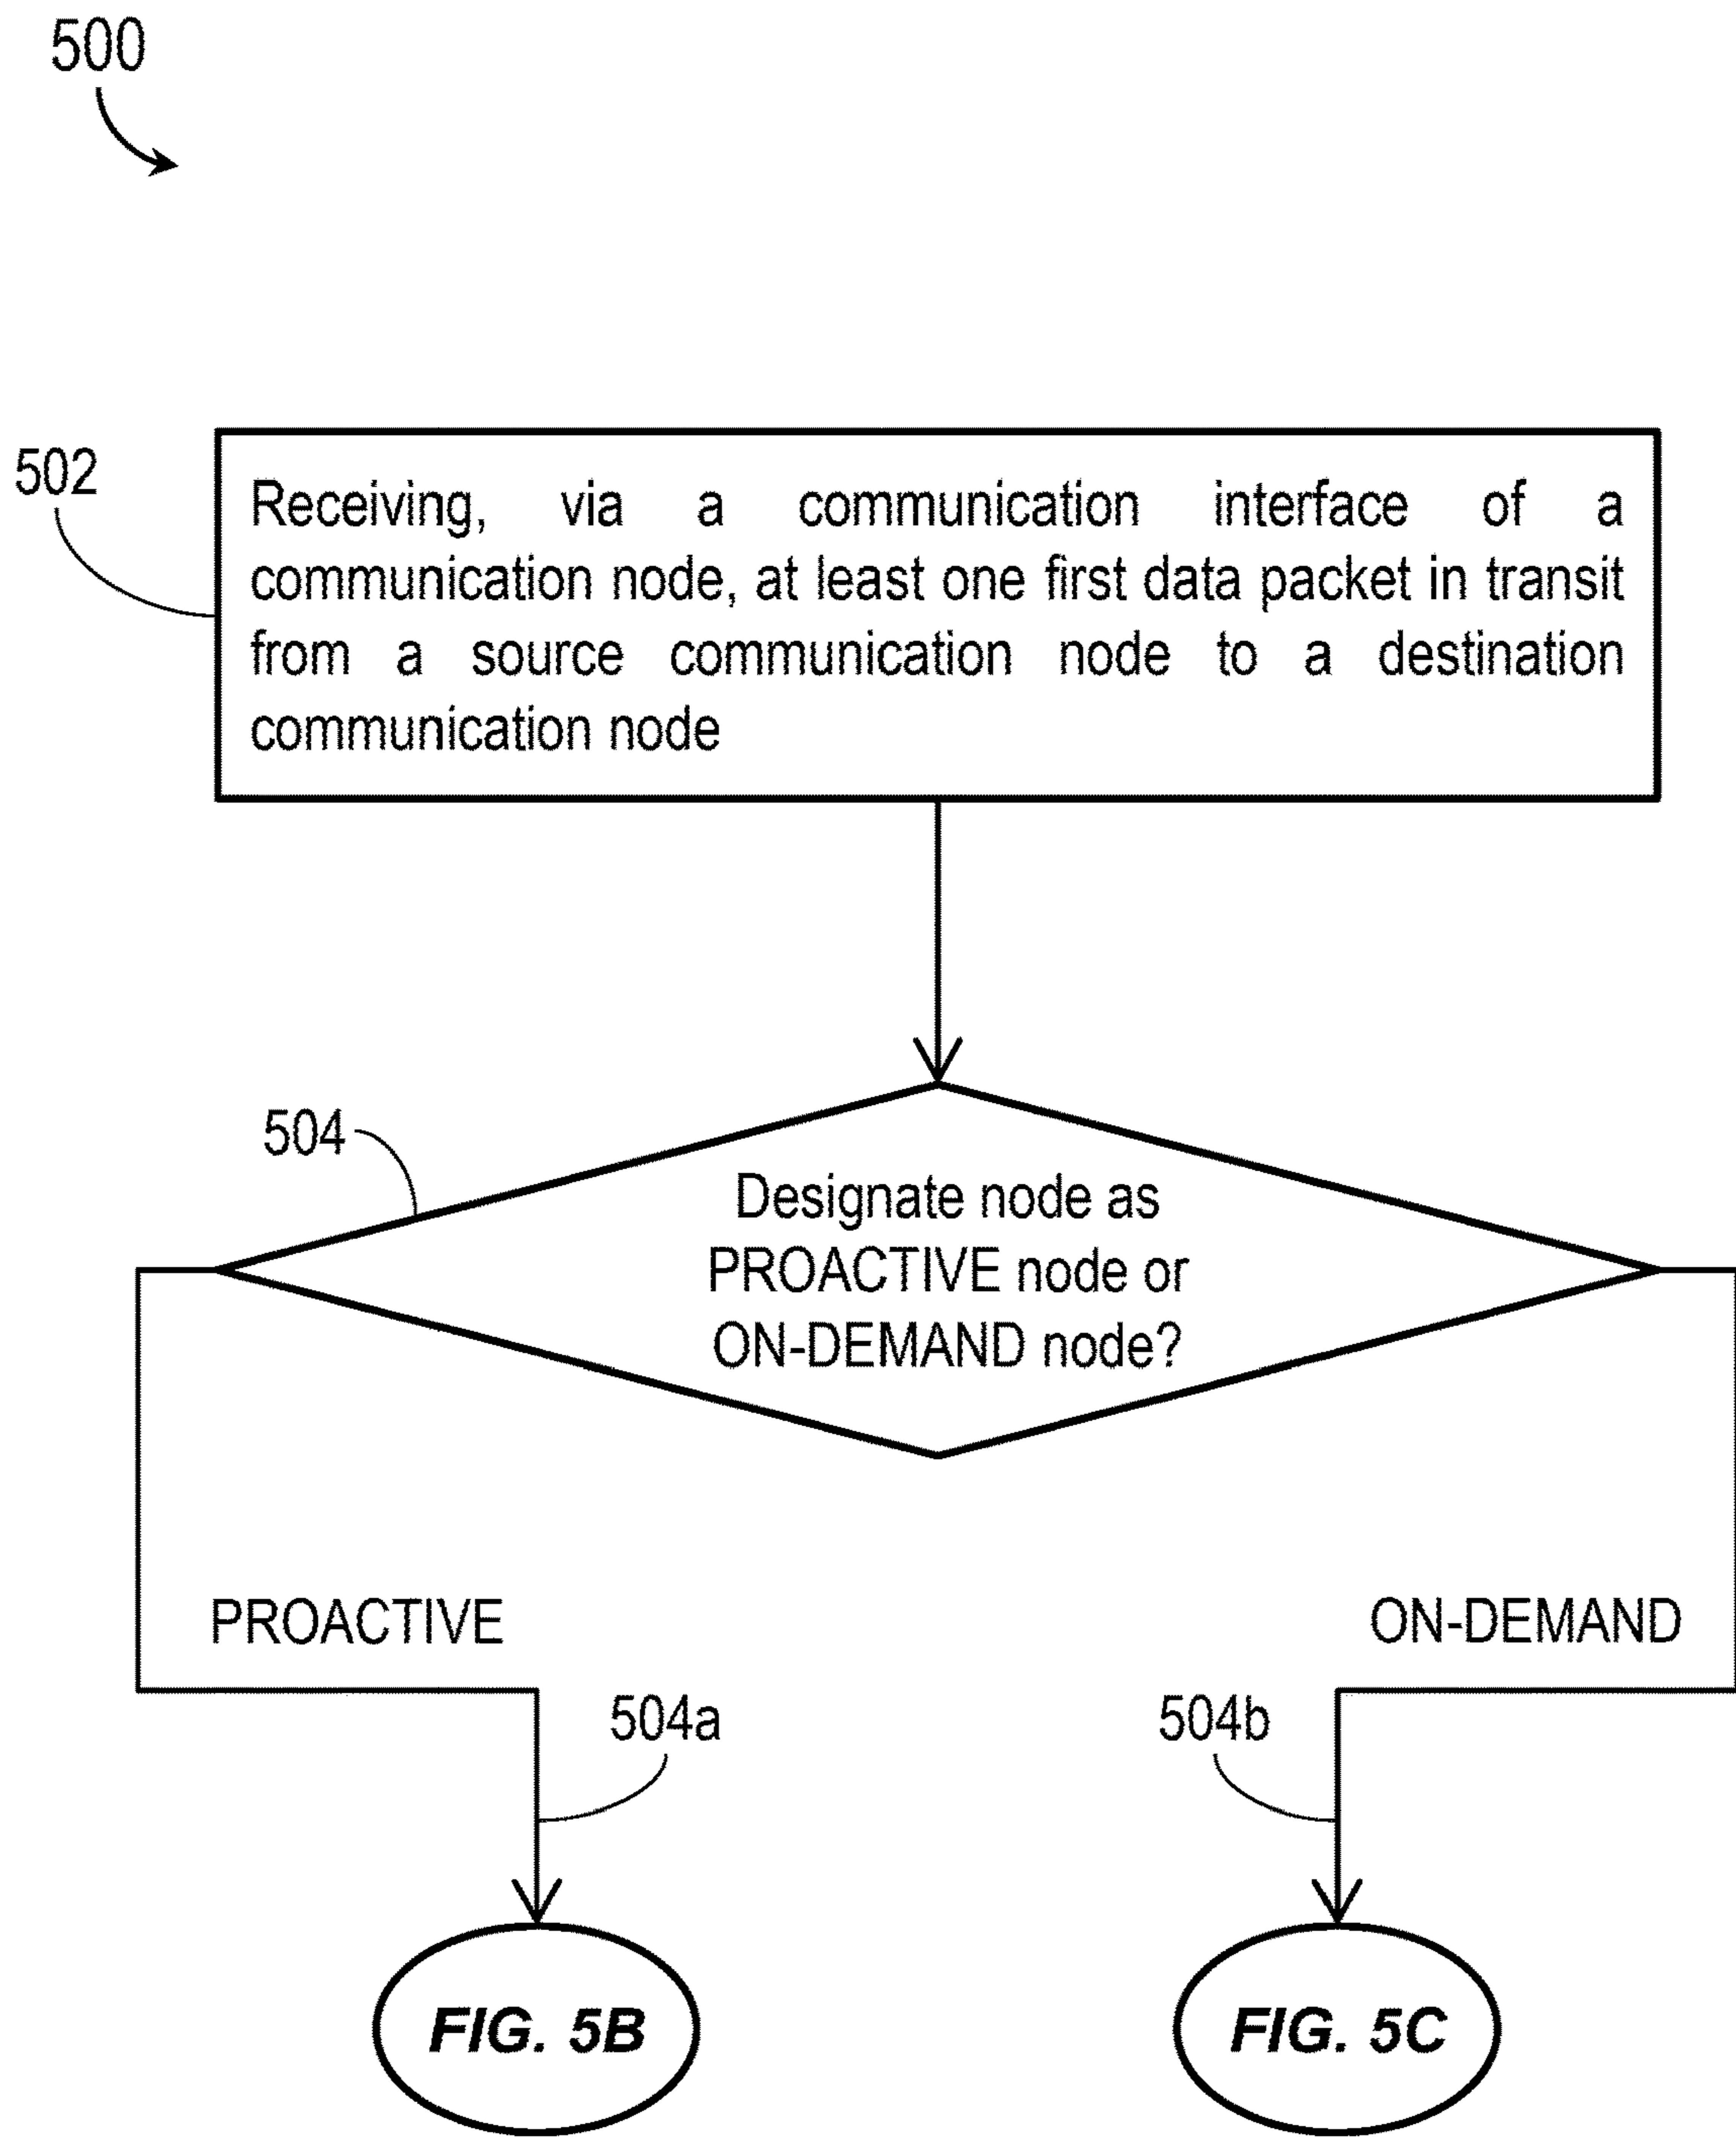 500
502
Receiving, via a communication interface of a
communication node, at least one first data packet in transit
from a source communication node to a destination
communication node
504
Designate node as
PROACTIVE node or
ON-DEMAND node?
PROACTIVE
ON-DEMAND
504a
504b
FIG. 5B
FIG. 5C